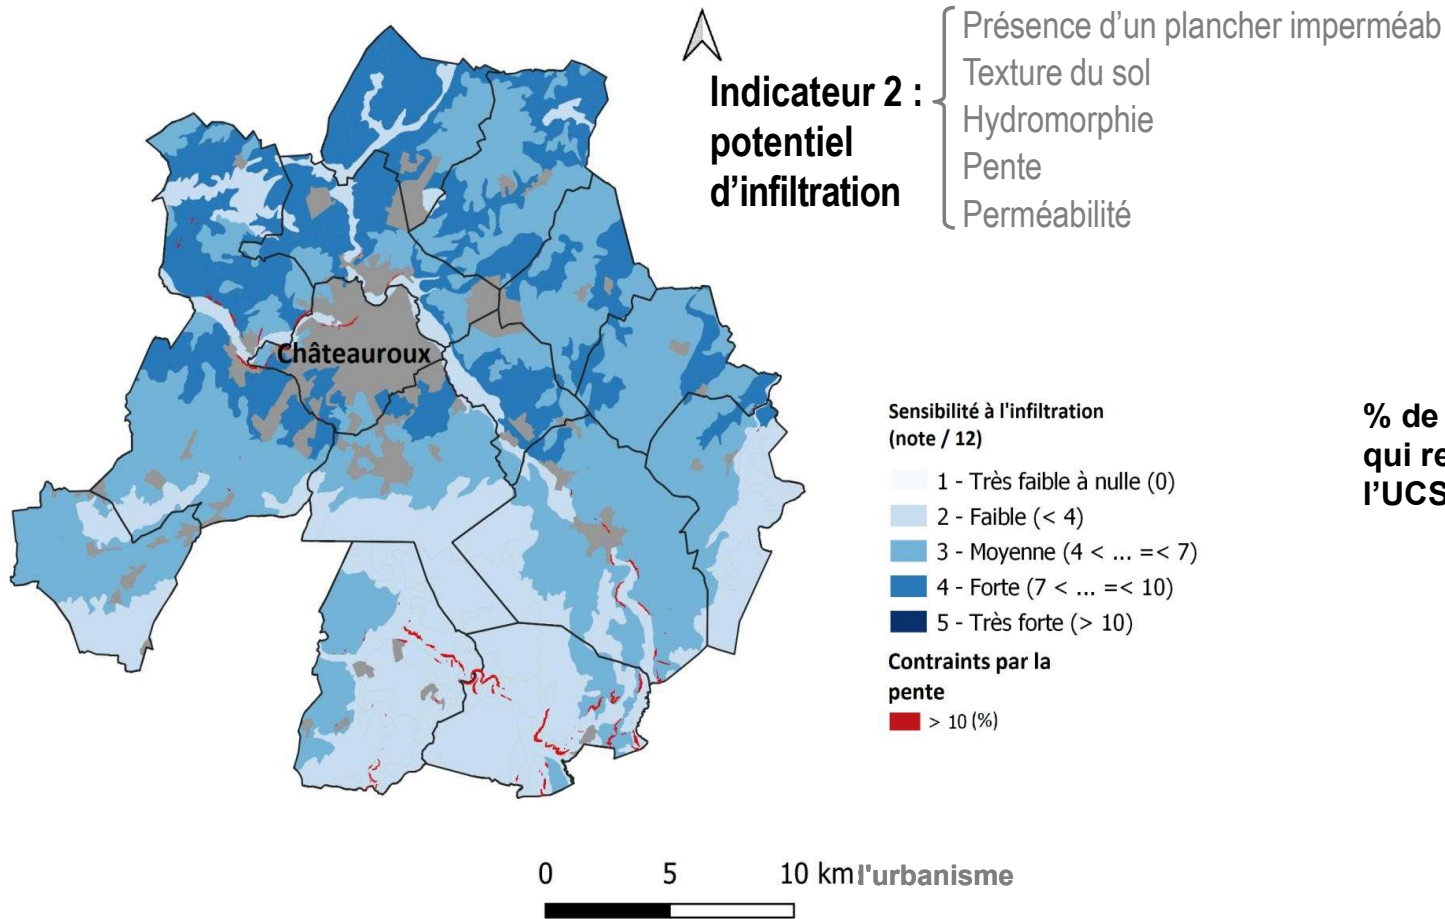 Présence d'un plancher imperméab
Indicateur 2 :
potentiel
d'infiltration
Texture du sol
Hydromorphie
Pente
Perméabilité
Châteauroux
Sensibilité à l'infiltration
(note / 12)
1 - Très faible à nulle (0)
2 - Faible (< 4)
3 - Moyenne (4 < ... =< 7)
4 - Forte (7 < ... =< 10)
5 - Très forte (> 10)
Contraints par la
pente
> 10 (%)
% de
qui re
l'UCS
0 5 10 km
l'urbanisme